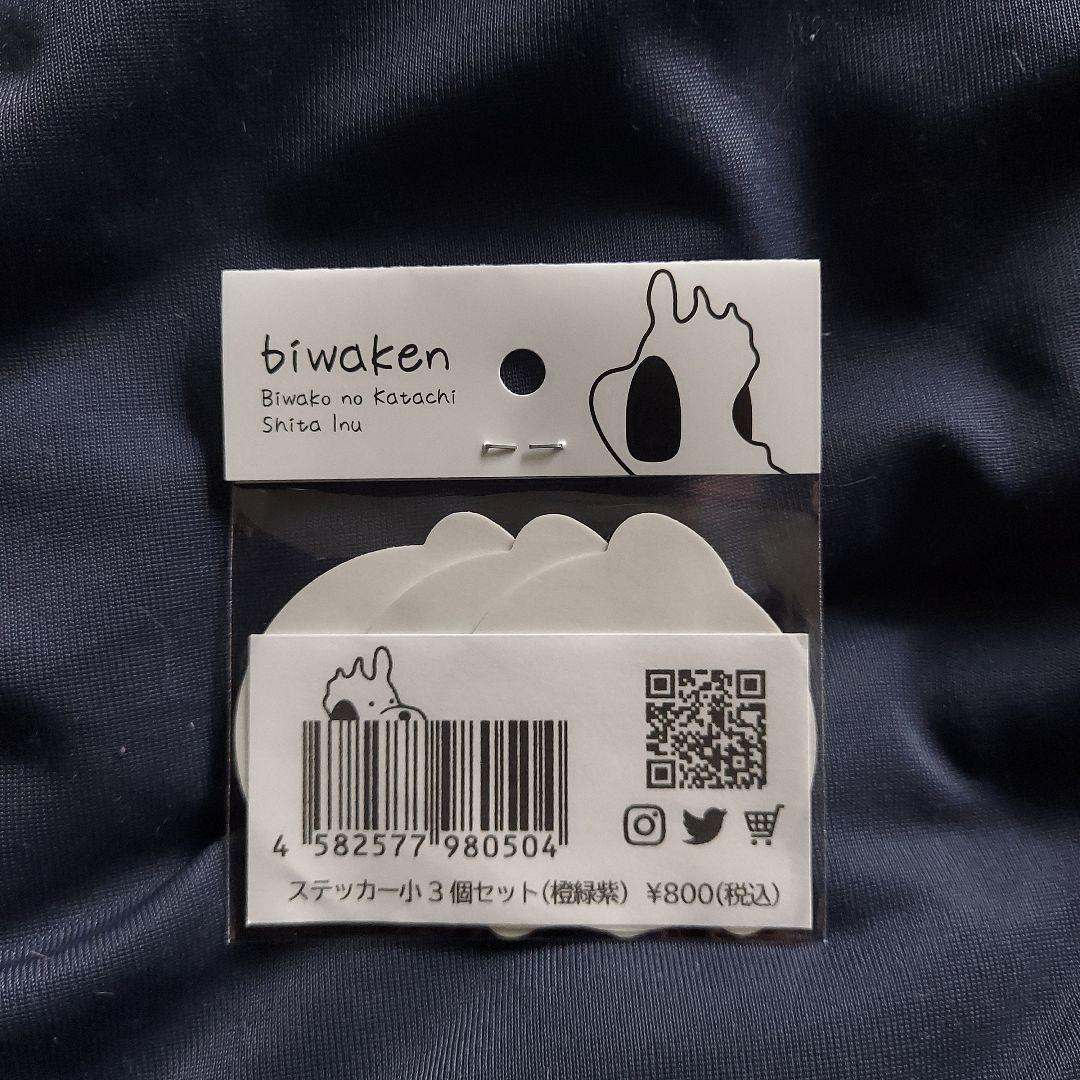 biwaken
Biwako no Katachi
Shita Inu
4 582577 980504
ステッカー小3個セット(橙緑紫) ¥800(税込)